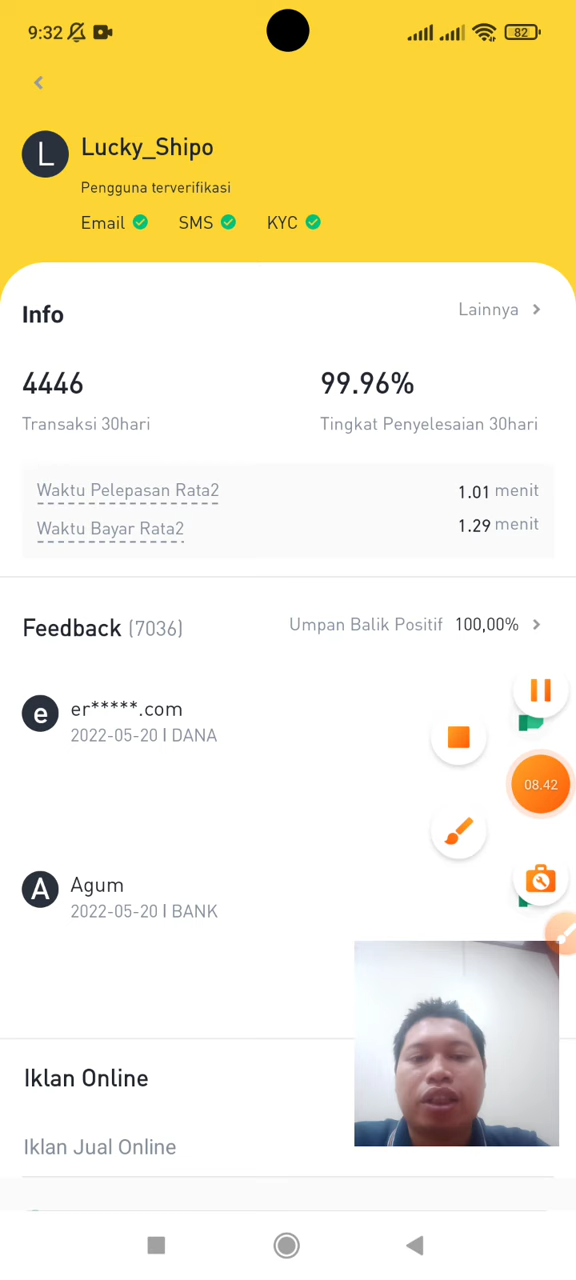 9:32
82
L
Lucky_Shipo
Pengguna terverifikasi
Email SMS KYC
Info
Lainnya
4446
99.96%
Transaksi 30hari
Tingkat Penyelesaian 30hari
Waktu Pelepasan Rata2
1.01 menit
Waktu Bayar Rata2
1.29 menit
Feedback (7036)
Umpan Balik Positif 100,00%
e
er*****.com
2022-05-20 | DANA
08.42
A
Agum
2022-05-20 | BANK
Iklan Online
Iklan Jual Online